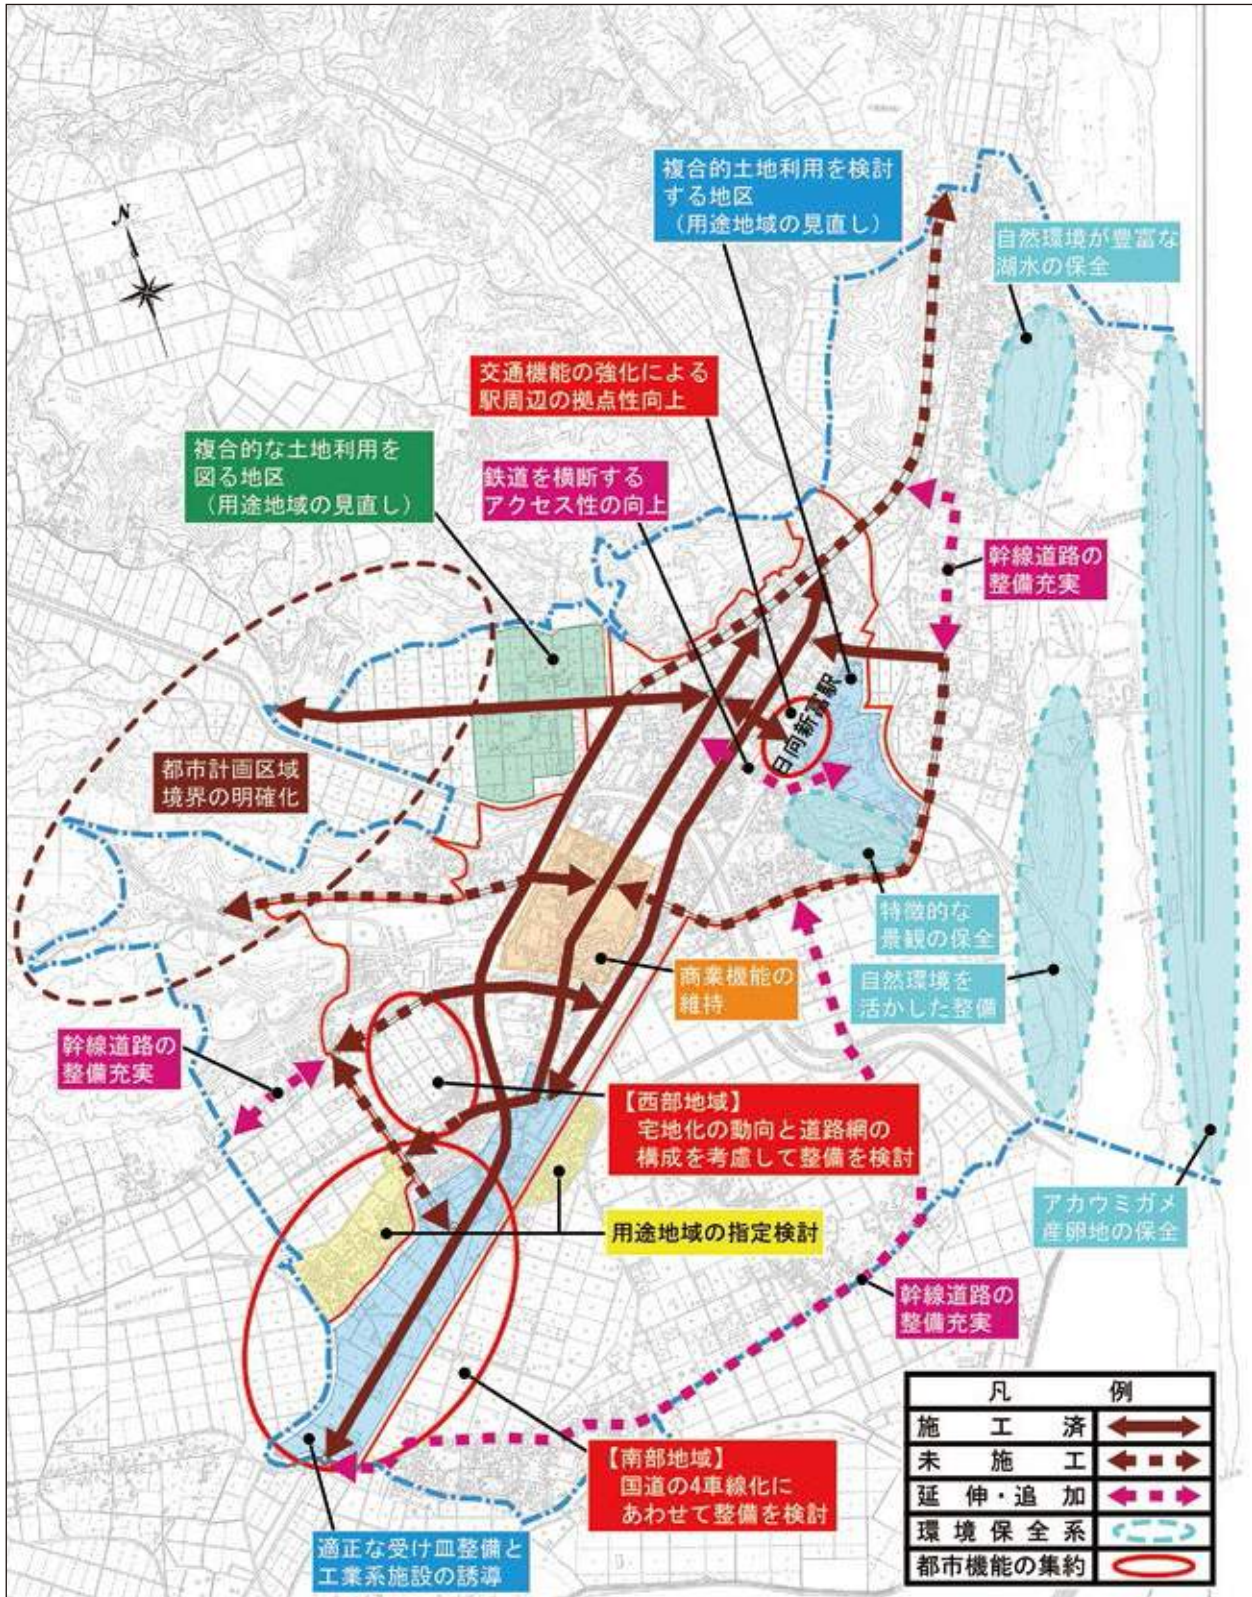 N
複合的土地利用を検討
する地区
(用途地域の見直し)
自然環境が豊富な
湖水の保全
交通機能の強化による
駅周辺の拠点性向上
複合的な土地利用を
図る地区
(用途地域の見直し)
鉄道を横断する
アクセス性の向上
幹線道路の
整備充実
日向新富駅
都市計画区域
境界の明確化
特徴的な
景観の保全
商業機能の
維持
自然環境を
活かした整備
幹線道路の
整備充実
【西部地域】
宅地化の動向と道路網の
構成を考慮して整備を検討
アカウミガメ
産卵地の保全
用途地域の指定検討
幹線道路の
整備充実
【南部地域】
国道の4車線化に
あわせて整備を検討
適正な受け皿整備と
工業系施設の誘導
凡例
施工済
未施工
延伸・追加
環境保全系
都市機能の集約